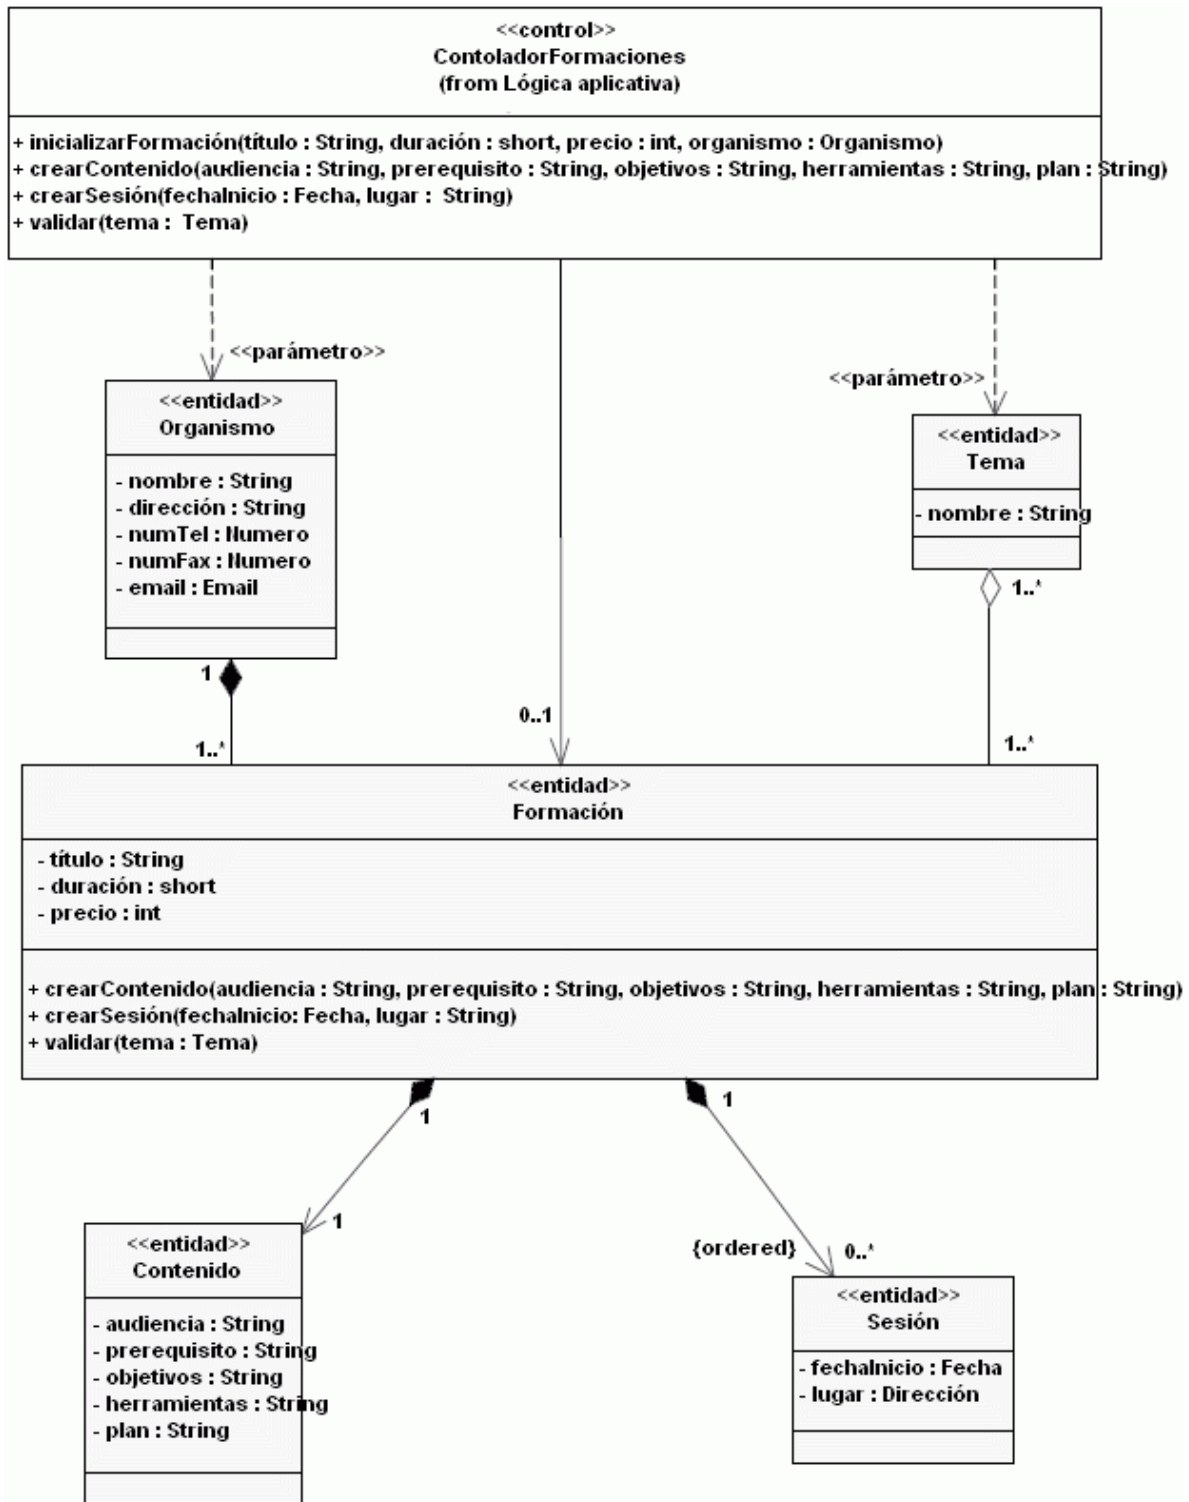 <<control>>
ContoladorFormaciones
(from Lógica aplicativa)
+ inicializarFormación(título : String, duración : short, precio : int, organismo : Organismo)
+ crearContenido(audiencia : String, prerequisito : String, objetivos : String, herramientas : String, plan : String)
+ crearSesión(fechaInicio : Fecha, lugar :  String)
+ validar(tema :  Tema)
<<parámetro>>
<<parámetro>>
<<entidad>>
Organismo
- nombre : String
- dirección : String
- numTel : Numero
- numFax : Numero
- email : Email
<<entidad>>
Tema
- nombre : String
1..*
1
0..1
1..*
1..*
<<entidad>>
Formación
- título : String
- duración : short
- precio : int
+ crearContenido(audiencia : String, prerequisito : String, objetivos : String, herramientas : String, plan : String)
+ crearSesión(fechaInicio: Fecha, lugar : String)
+ validar(tema : Tema)
1
1
1
{ordered}
0..*
<<entidad>>
Contenido
- audiencia : String
- prerequisito : String
- objetivos : String
- herramientas : String
- plan : String
<<entidad>>
Sesión
- fechaInicio : Fecha
- lugar : Dirección